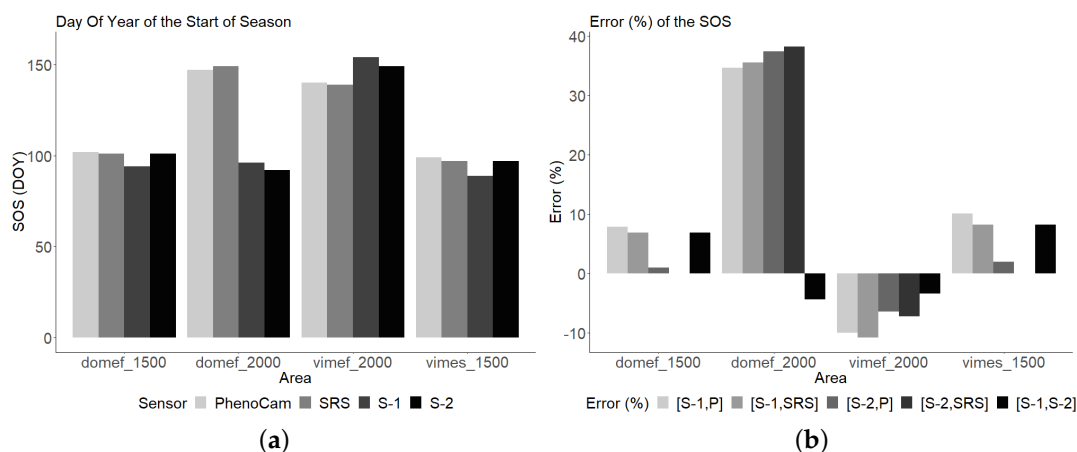 Day Of Year of the Start of Season
SOS (DOY)
150
100
50
0
domef_1500 domef_2000 vimef_2000 vimes_1500
Area
Sensor PhenoCam SRS S-1 S-2
(a)
Error (%) of the SOS
Error (%)
40
30
20
10
0
-10
domef_1500 domef_2000 vimef_2000 vimes_1500
Area
Error (%) [S-1,P] [S-1,SRS] [S-2,P] [S-2,SRS] [S-1,S-2]
(b)